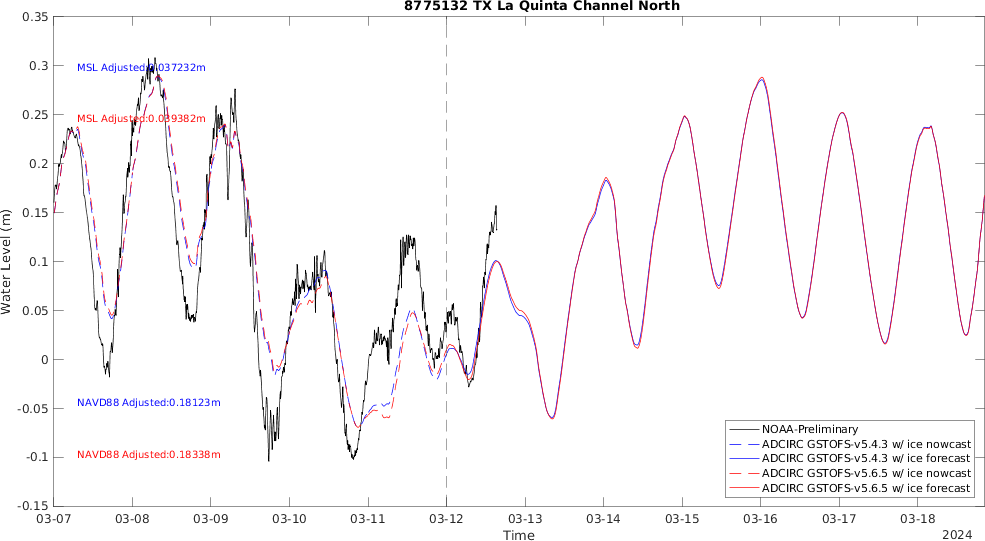 8775132 TX La Quinta Channel North
0.35
0.3
0.25
0.2
0.15
0.1
0.05
0
-0.05
-0.1
-0.15
Water Level (m)
MSL Adjusted:0.037232m
MSL Adjusted:0.039382m
NAVD88 Adjusted:0.18123m
NAVD88 Adjusted:0.18338m
NOAA-Preliminary
ADCIRC GSTOFS-v5.4.3 w/ ice nowcast
ADCIRC GSTOFS-v5.4.3 w/ ice forecast
ADCIRC GSTOFS-v5.6.5 w/ ice nowcast
ADCIRC GSTOFS-v5.6.5 w/ ice forecast
03-07 03-08 03-09 03-10 03-11 03-12 03-13 03-14 03-15 03-16 03-17 03-18
Time
2024